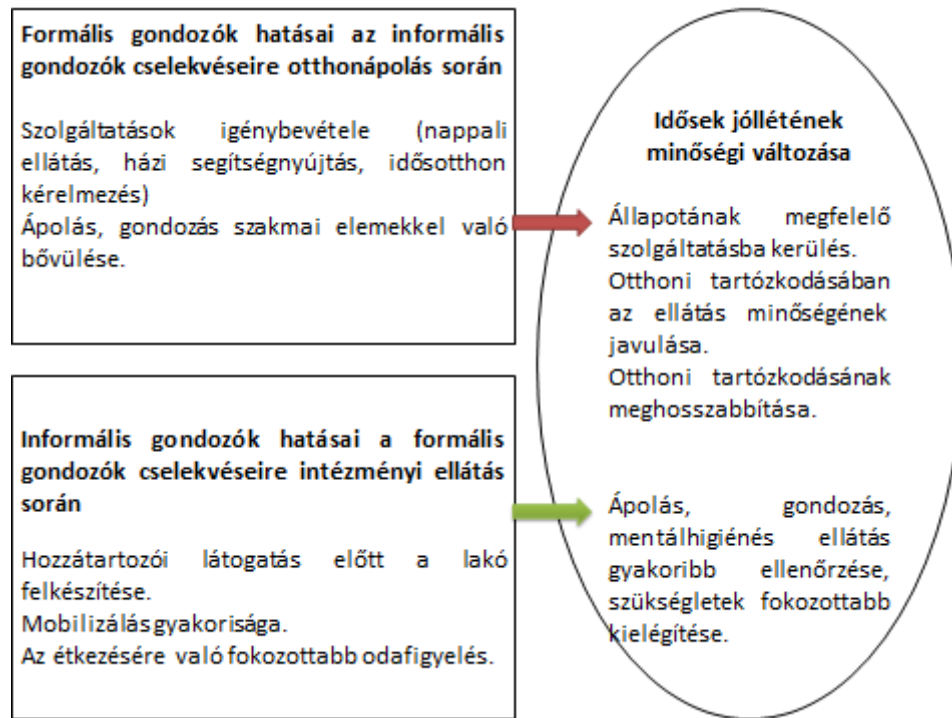 Formális gondozók hatásai az informális
gondozók cselekvéseire otthonápolás során
Szolgáltatások igénybevétele (nappali
ellátás, házi segítségnyújtás, idősotthon
kérelmezés)
Ápolás, gondozás szakmai elemekkel való
bővülése.
Informális gondozók hatásai a formális
gondozók cselekvéseire intézményi ellátás
során
Hozzátartozói látogatás előtt a lakó
felkészítése.
Mobilizálás gyakorisága.
Az étkezésére való fokozottabb odafigyelés.
Idősek jóllétének
minőségi változása
Állapotának megfelelő
szolgáltatásba kerülés.
Otthoni tartózkodásában
az ellátás minőségének
javulása.
Otthoni tartózkodásának
meghosszabbítása.
Ápolás, gondozás,
mentálhigiénés ellátás
gyakoribb ellenőrzése,
szükségletek fokozottabb
kielégítése.